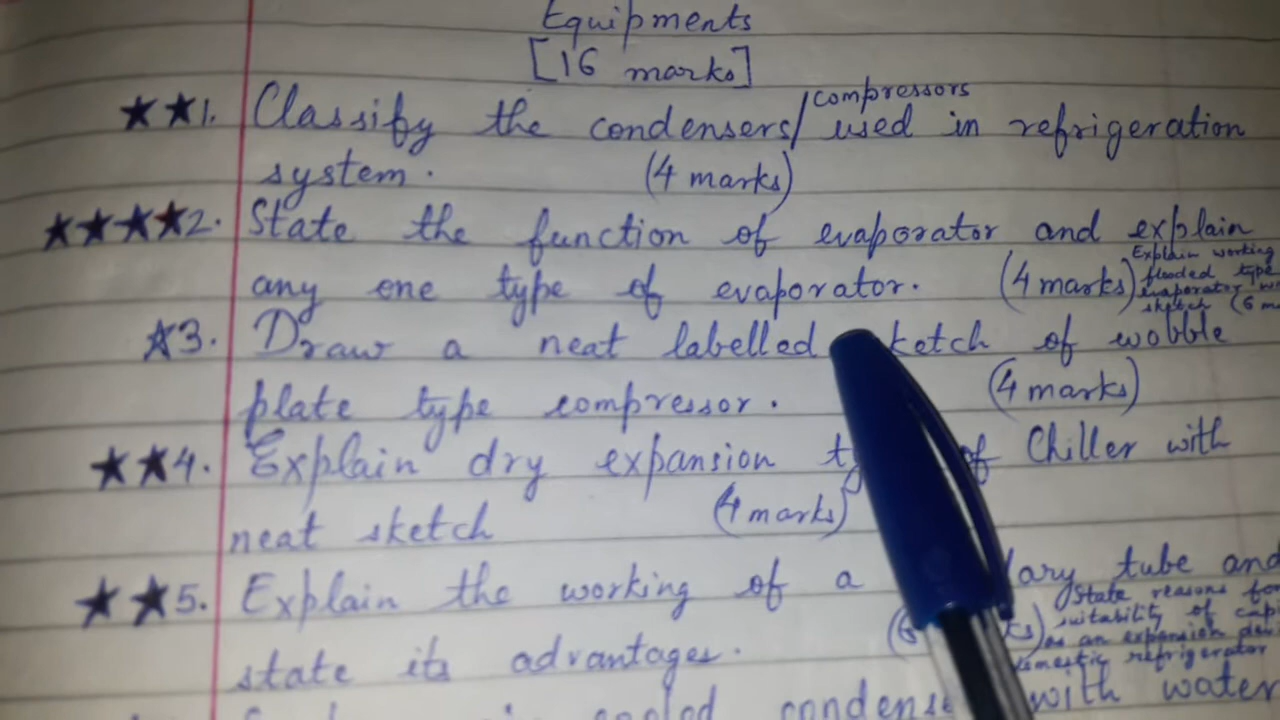 Equipments
[16 marks]
★★1. Classify the condensers/ compressors used in refrigeration
system. (4 marks)
★★★★2. State the function of evaporator and explain
any one type of evaporator. (4 marks) Explain working
flooded type
evaporator
sketch (6
★3. Draw a neat labelled sketch of wobble
plate type compressor. (4 marks)
★★4. Explain dry expansion of Chiller with
neat sketch (4 marks)
★★5. Explain the working of a tube and
state its advantages. State reasons for
suitability of
as an expansion
domestic refrigerator
cooled with water